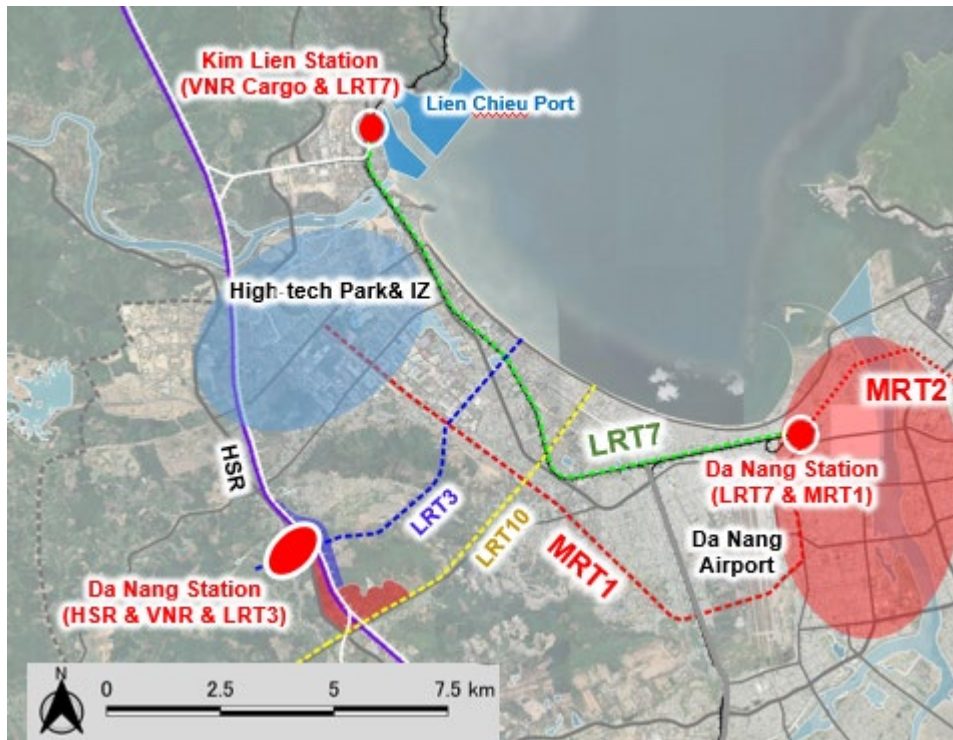 Kim Lien Station
(VNR Cargo & LRT7)
Lien Chieu Port
High-tech Park& IZ
MRT2
LRT7
HSR
Da Nang Station
(LRT7 & MRT1)
LRT3
LRT10
MRT1
Da Nang
Airport
Da Nang Station
(HSR & VNR & LRT3)
N
0 2.5 5 7.5 km